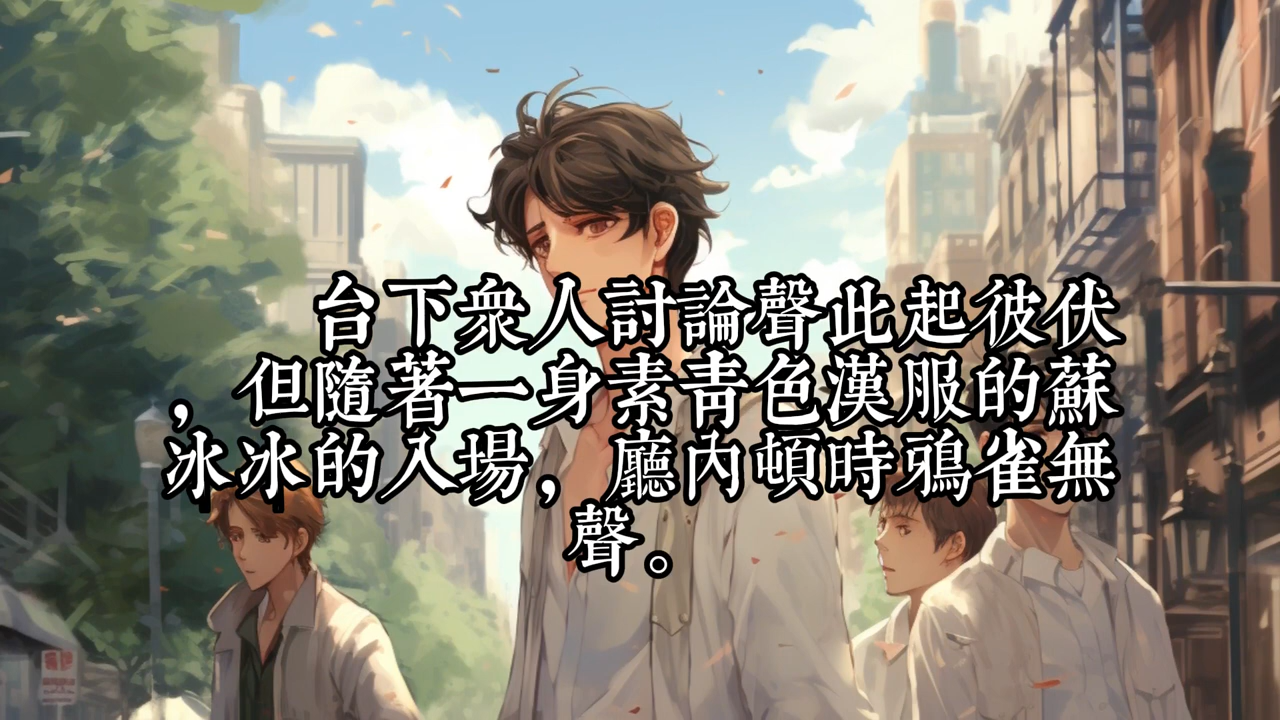 台下眾人討論聲此起彼伏
，但隨著一身素青色漢服的蘇
冰冰的入場，廳內頓時鴉雀無
聲。